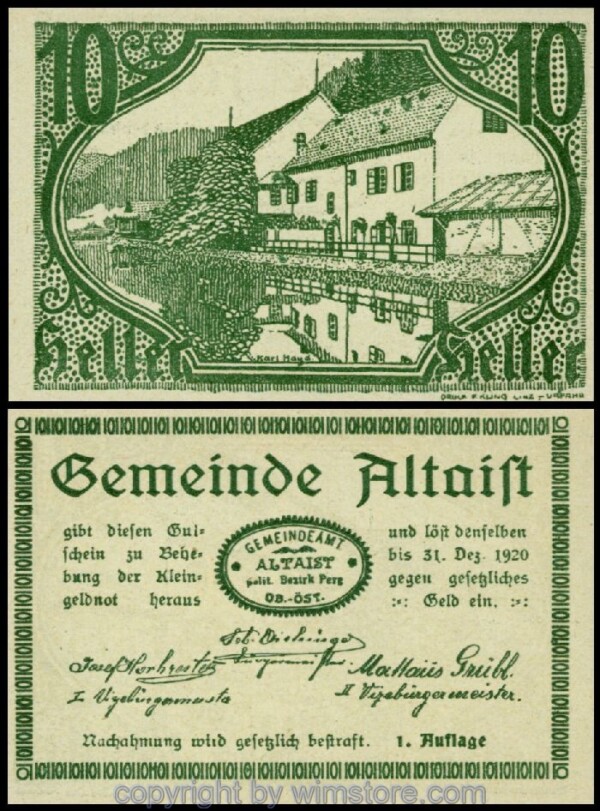 10 10
Heller Heller
Karl Hayd
Gemeinde Altaist
gibt diesen Gut=
schein zu Behe=
bung der Klein=
geldnot heraus
GEMEINDEAMT
ALTAIST
polit. Bezirk Perg
OB.-ÖST.
und löst denselben
bis 31. Dez. 1920
gegen gesetzliches
:-: Geld ein. :-:
Bürgermeister
Josef
I Vizebürgermeister
Mathäus Grübl.
II Vizebürgermeister.
Nachahmung wird gesetzlich bestraft. 1. Auflage
copyright by wimstore.com